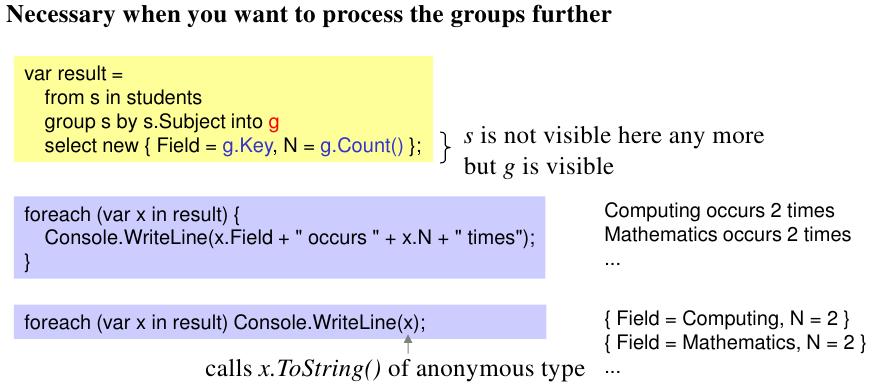 Necessary when you want to process the groups further
var result =
from s in students
group s by s.Subject into g
select new { Field = g.Key, N = g.Count() };
} s is not visible here any more
but g is visible
foreach (var x in result) {
Console.WriteLine(x.Field + " occurs " + x.N + " times");
}
Computing occurs 2 times
Mathematics occurs 2 times
...
foreach (var x in result) Console.WriteLine(x);
{ Field = Computing, N = 2 }
{ Field = Mathematics, N = 2 }
...
calls x.ToString() of anonymous type